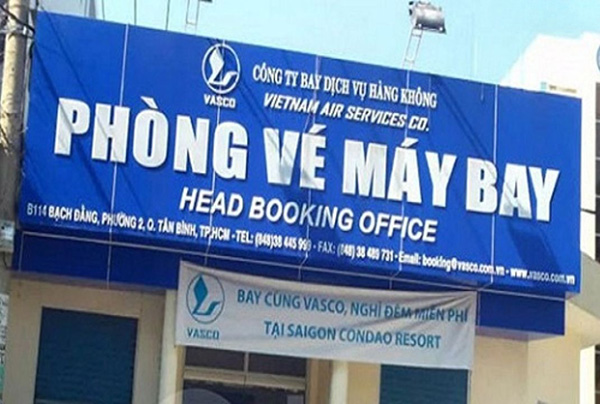 CÔNG TY BAY DỊCH VỤ HÀNG KHÔNG
VASCO
VIETNAM AIR SERVICES CO.
PHÒNG VÉ MÁY BAY
HEAD BOOKING OFFICE
B114 BẠCH ĐẰNG, PHƯỜNG 2, Q. TÂN BÌNH, TP.HCM - TEL: (848)38 445 999 - FAX: (848) 38 489 731 - Email: booking@vasco.com.vn - www.vasco.com.vn
BAY CÙNG VASCO, NGHỈ ĐÊM MIỄN PHÍ
TẠI SAIGON CONDAO RESORT
VASCO